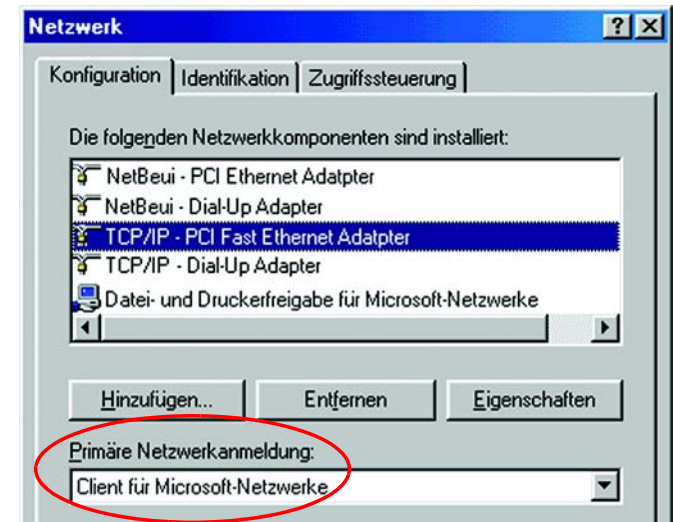 Netzwerk
Konfiguration Identifikation Zugriffssteuerung
Die folgenden Netzwerkkomponenten sind installiert:
NetBeui - PCI Ethernet Adatpter
NetBeui - Dial-Up Adapter
TCP/IP - PCI Fast Ethernet Adatpter
TCP/IP - Dial-Up Adapter
Datei- und Druckerfreigabe für Microsoft-Netzwerke
Hinzufügen... Entfernen Eigenschaften
Primäre Netzwerkanmeldung:
Client für Microsoft-Netzwerke